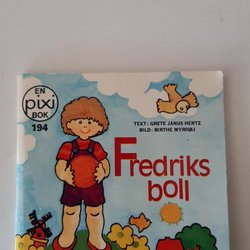 EN
pixi
BOK
194
TEXT: GRETE JANUS HERTZ
BILD: BIRTHE MYRHØJ
Fredriks
boll